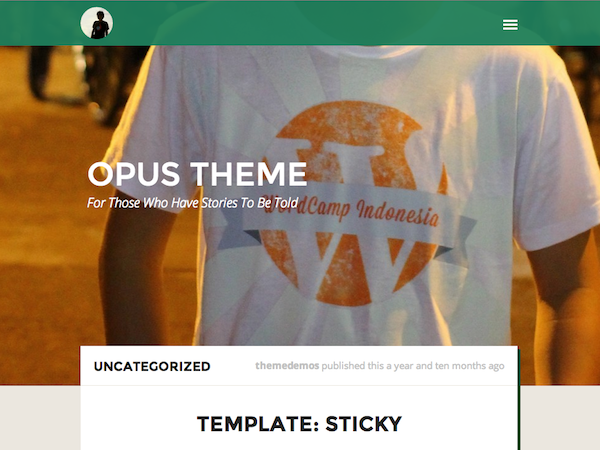 OPUS THEME
For Those Who Have Stories To Be Told
W
WordCamp Indonesia
UNCATEGORIZED
themedemos published this a year and ten months ago
TEMPLATE: STICKY